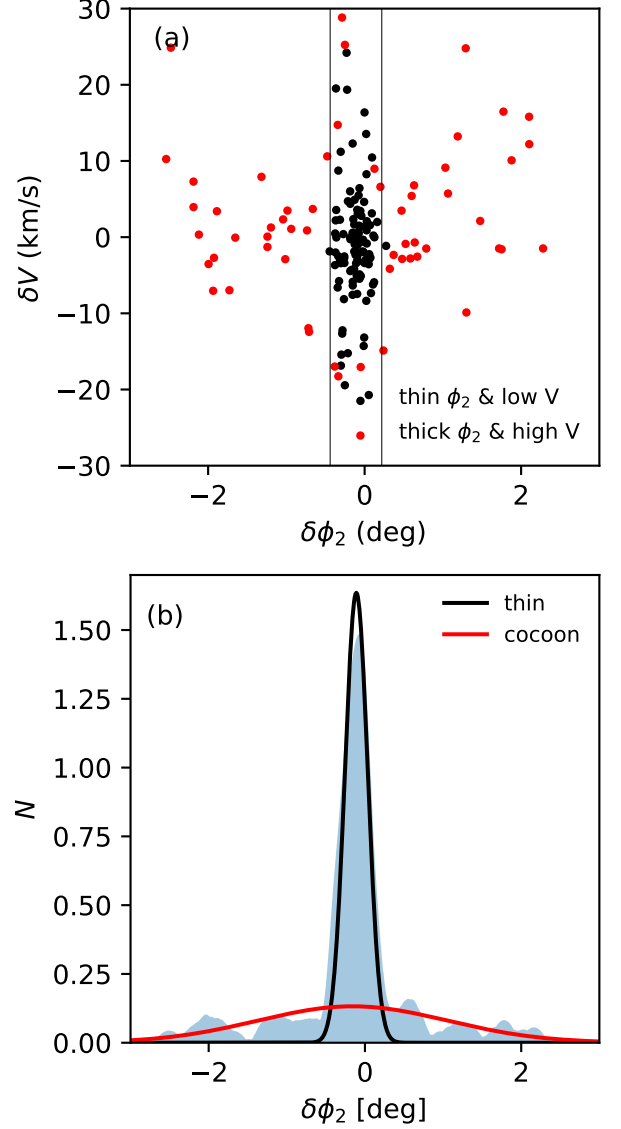 (a)
30
20
10
0
−10
−20
−30
δV (km/s)
thin ϕ₂ & low V
thick ϕ₂ & high V
−2
0
2
δϕ₂ (deg)
(b)
thin
cocoon
1.50
1.25
1.00
0.75
0.50
0.25
0.00
N
−2
0
2
δϕ₂ [deg]